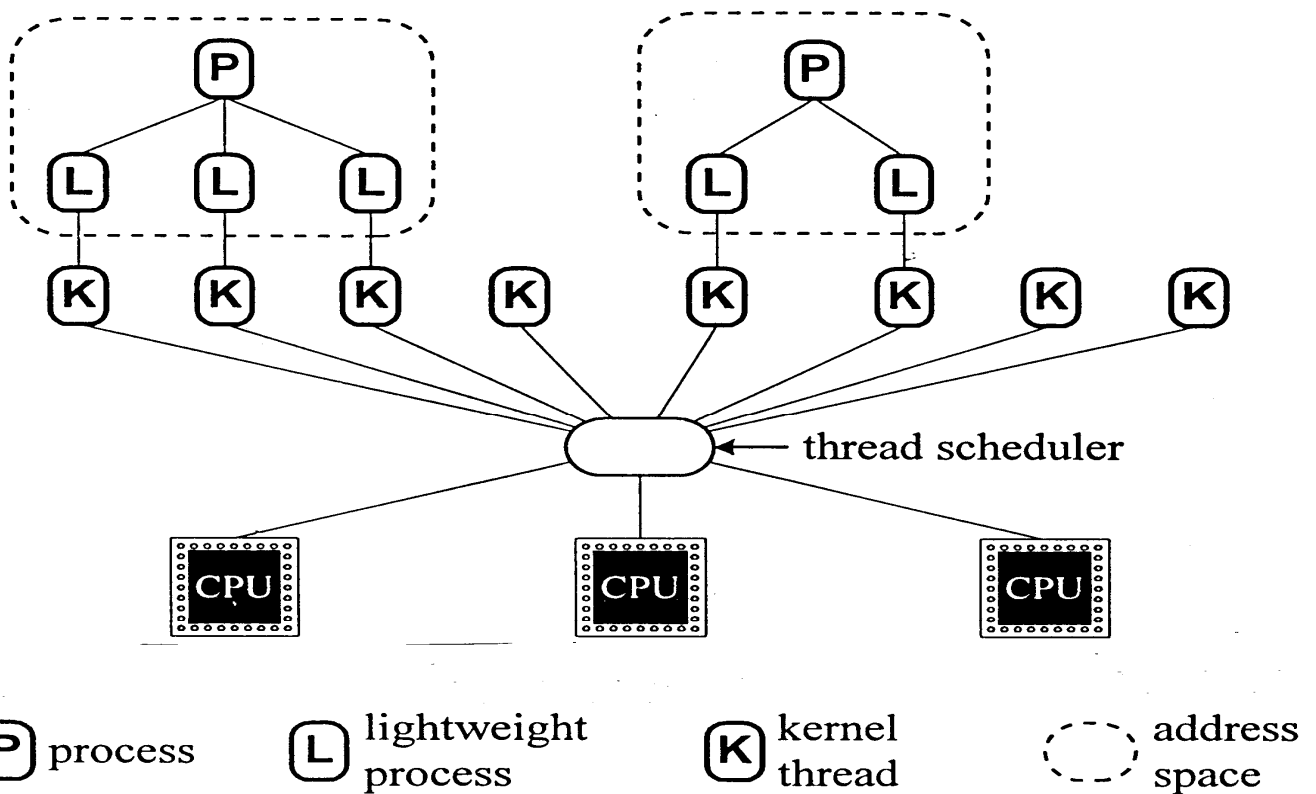 P P
L L L L L
K K K K K K K K
thread scheduler
CPU CPU CPU
P process
L lightweight process
K kernel thread
address space